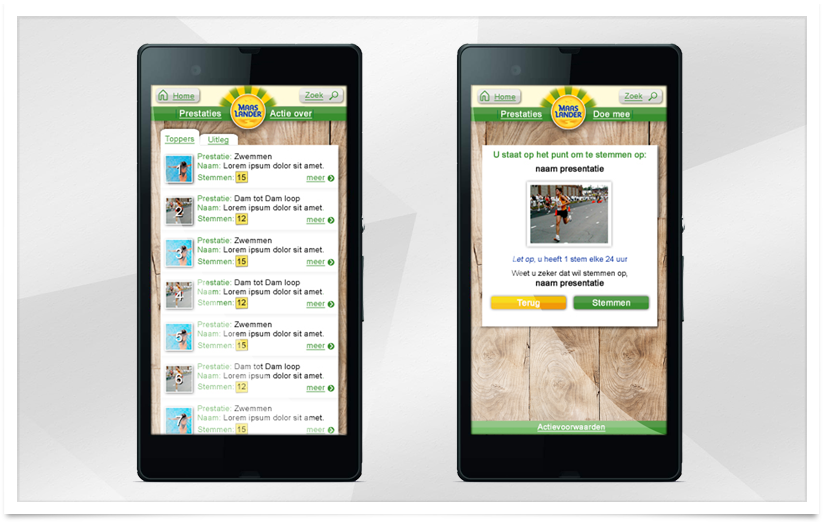 Home
Zoek
Prestaties
MAAS LANDER
Actie over
Toppers
Uitleg
1
Prestatie: Zwemmen
Naam: Lorem ipsum dolor sit amet.
Stemmen: 15
meer
2
Prestatie: Dam tot Dam loop
Naam: Lorem ipsum dolor sit amet.
Stemmen: 12
meer
3
Prestatie: Zwemmen
Naam: Lorem ipsum dolor sit amet.
Stemmen: 15
meer
4
Prestatie: Dam tot Dam loop
Naam: Lorem ipsum dolor sit amet.
Stemmen: 12
meer
5
Prestatie: Zwemmen
Naam: Lorem ipsum dolor sit amet.
Stemmen: 15
meer
6
Prestatie: Dam tot Dam loop
Naam: Lorem ipsum dolor sit amet.
Stemmen: 12
meer
7
Prestatie: Zwemmen
Naam: Lorem ipsum dolor sit amet.
Stemmen: 15
meer
Home
Zoek
Prestaties
MAAS LANDER
Doe mee
U staat op het punt om te stemmen op:
naam presentatie
Let op, u heeft 1 stem elke 24 uur
Weet u zeker dat wil stemmen op,
naam presentatie
Terug
Stemmen
Actievoorwaarden